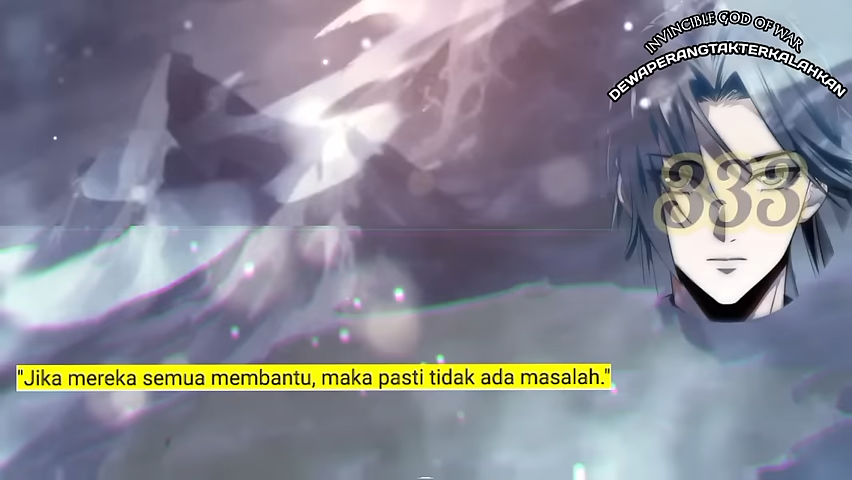 INVINCIBLE GOD OF WAR
DEWAPERANGTAKTERKALAHKAN
333
"Jika mereka semua membantu, maka pasti tidak ada masalah."